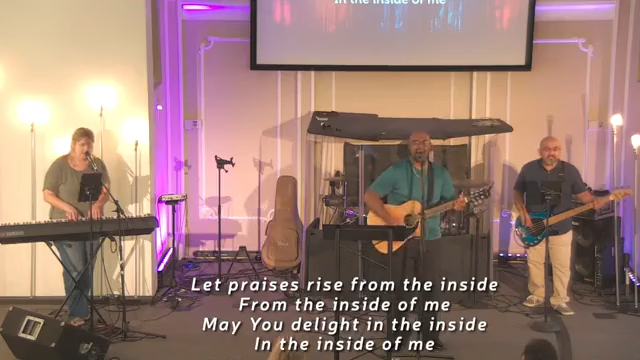 In the inside of me
Let praises rise from the inside
From the inside of me
May You delight in the inside
In the inside of me